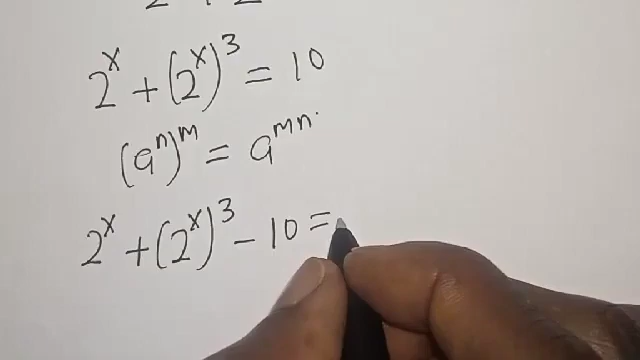 2^x + (2^x)^3 = 10
(a^n)^m = a^{mn}.
2^x + (2^x)^3 - 10 =